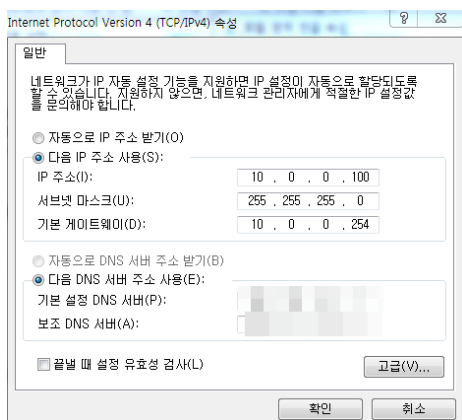 Internet Protocol Version 4 (TCP/IPv4) 속성
일반
네트워크가 IP 자동 설정 기능을 지원하면 IP 설정이 자동으로 할당되도록
할 수 있습니다. 지원하지 않으면, 네트워크 관리자에게 적절한 IP 설정값
을 문의해야 합니다.
자동으로 IP 주소 받기(O)
다음 IP 주소 사용(S):
IP 주소(I): 10 . 0 . 0 . 100
서브넷 마스크(U): 255 . 255 . 255 . 0
기본 게이트웨이(D): 10 . 0 . 0 . 254
자동으로 DNS 서버 주소 받기(B)
다음 DNS 서버 주소 사용(E):
기본 설정 DNS 서버(P):
보조 DNS 서버(A):
끝낼 때 설정 유효성 검사(L)
고급(V)...
확인 취소